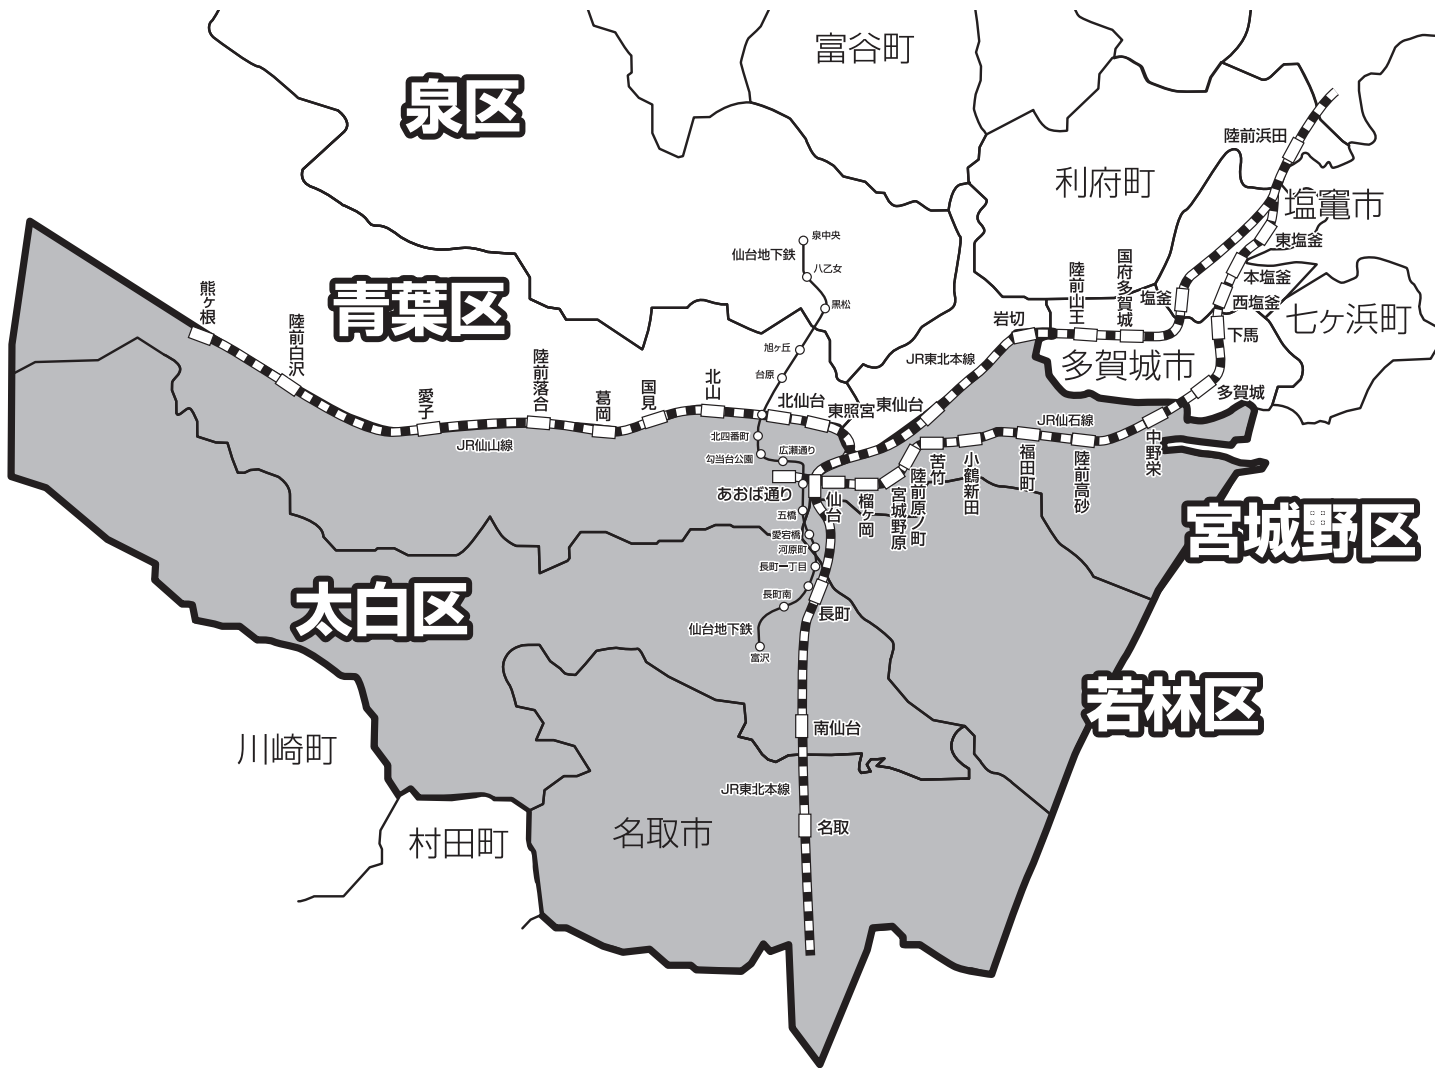 富谷町
泉区
陸前浜田
利府町
塩竈市
泉中央
仙台地下鉄
東塩釜
八乙女
本塩釜
国府多賀城
陸前山王
塩釜
西塩釜
熊ヶ根
青葉区
黒松
岩切
七ヶ浜町
陸前白沢
下馬
旭ヶ丘
JR東北本線
多賀城市
陸前落合
台原
北山
国見
愛子
葛岡
北仙台
東照宮
東仙台
多賀城
JR仙石線
JR仙山線
北四番町
広瀬通り
勾当台公園
中野栄
苦竹
小鶴新田
福田町
陸前高砂
あおば通り
仙台
榴ヶ岡
宮城野原
陸前原ノ町
五橋
宮城野区
愛宕橋
河原町
長町一丁目
長町南
太白区
長町
仙台地下鉄
富沢
若林区
南仙台
川崎町
JR東北本線
名取
村田町
名取市